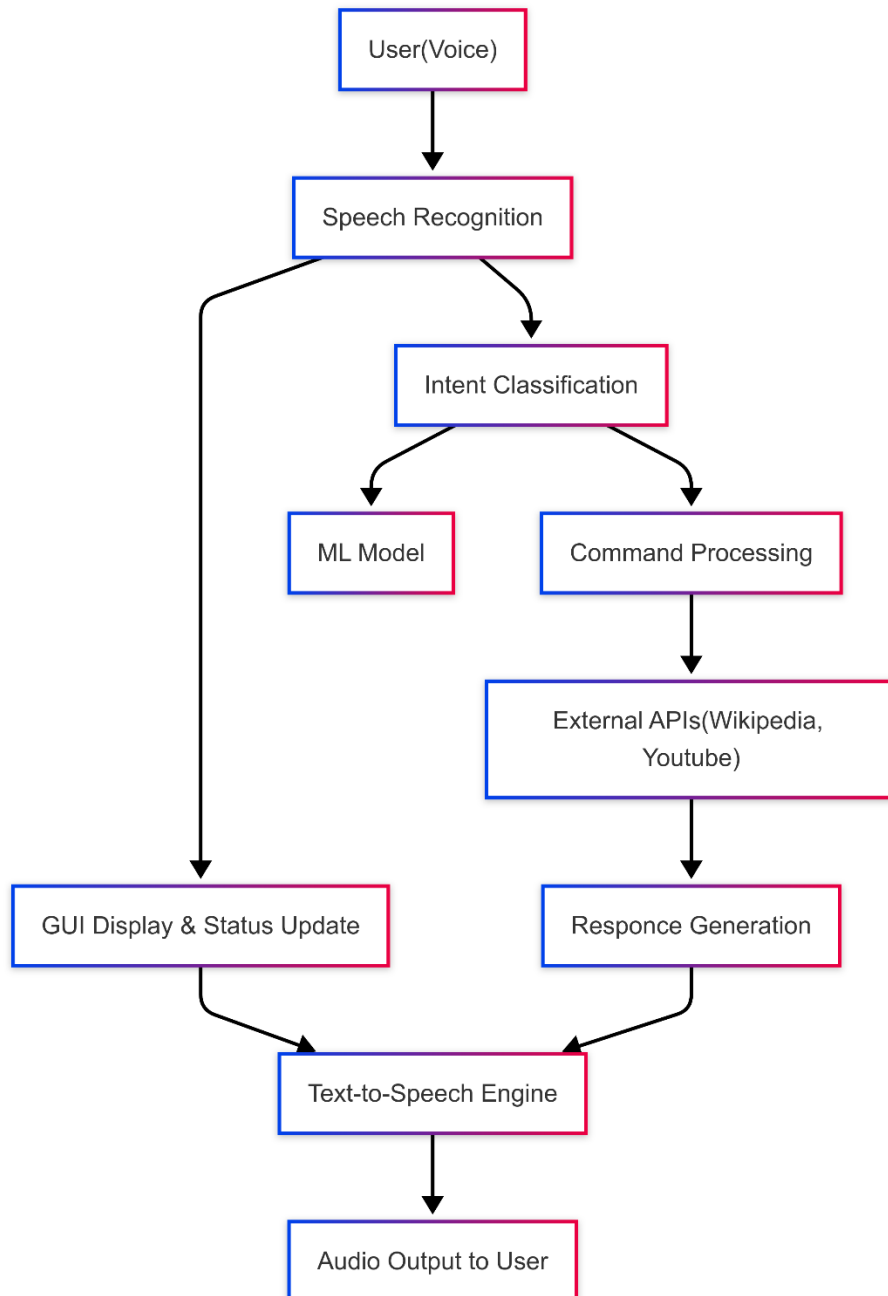 User(Voice)
Speech Recognition
Intent Classification
ML Model
Command Processing
External APIs(Wikipedia,
Youtube)
GUI Display & Status Update
Responce Generation
Text-to-Speech Engine
Audio Output to User